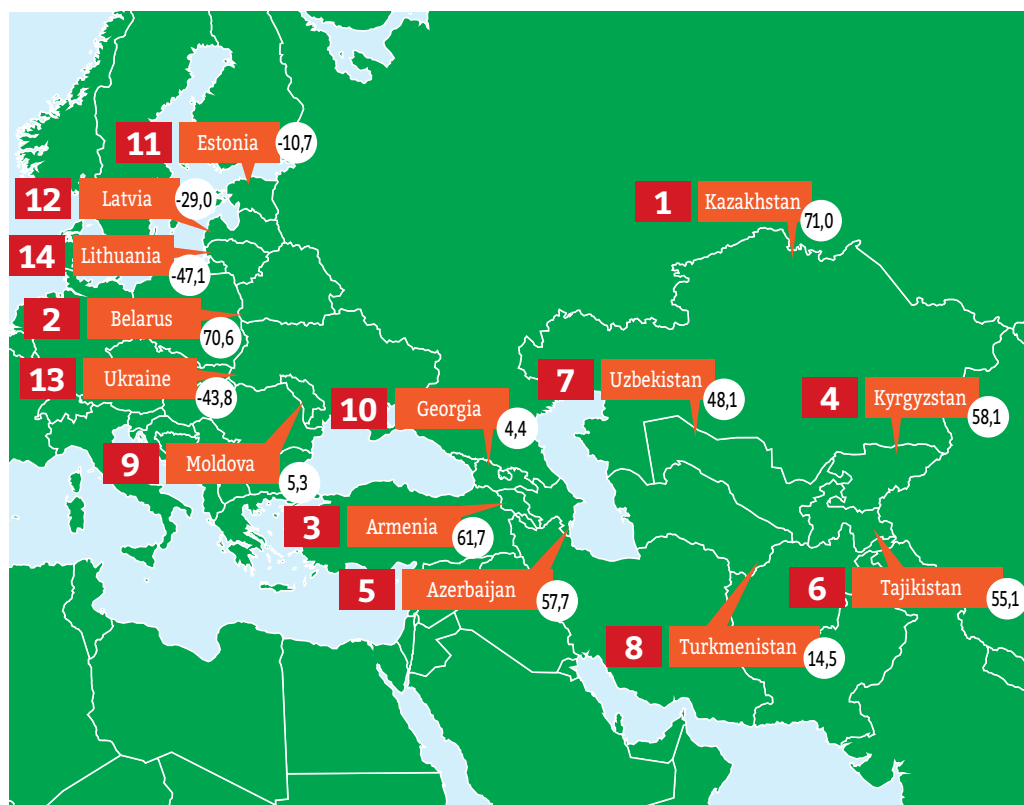 11 Estonia -10,7
12 Latvia -29,0
1 Kazakhstan 71,0
14 Lithuania -47,1
2 Belarus 70,6
13 Ukraine -43,8
7 Uzbekistan 48,1
4 Kyrgyzstan 58,1
10 Georgia 4,4
9 Moldova 5,3
3 Armenia 61,7
5 Azerbaijan 57,7
6 Tajikistan 55,1
8 Turkmenistan 14,5